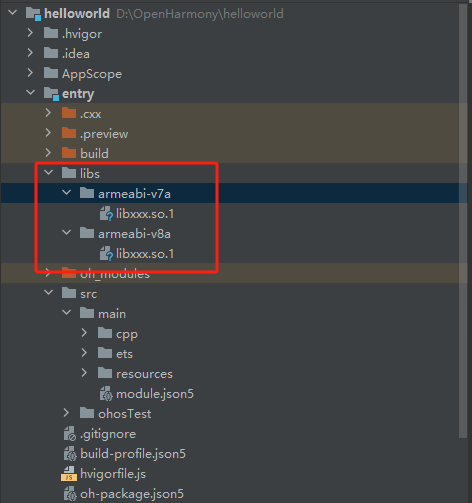 helloworld D:\OpenHarmony\helloworld
.hvigor
.idea
AppScope
entry
.cxx
.preview
build
libs
armeabi-v7a
libxxx.so.1
armeabi-v8a
libxxx.so.1
oh_modules
src
main
cpp
ets
resources
module.json5
ohosTest
.gitignore
build-profile.json5
hvigorfile.js
oh-package.json5